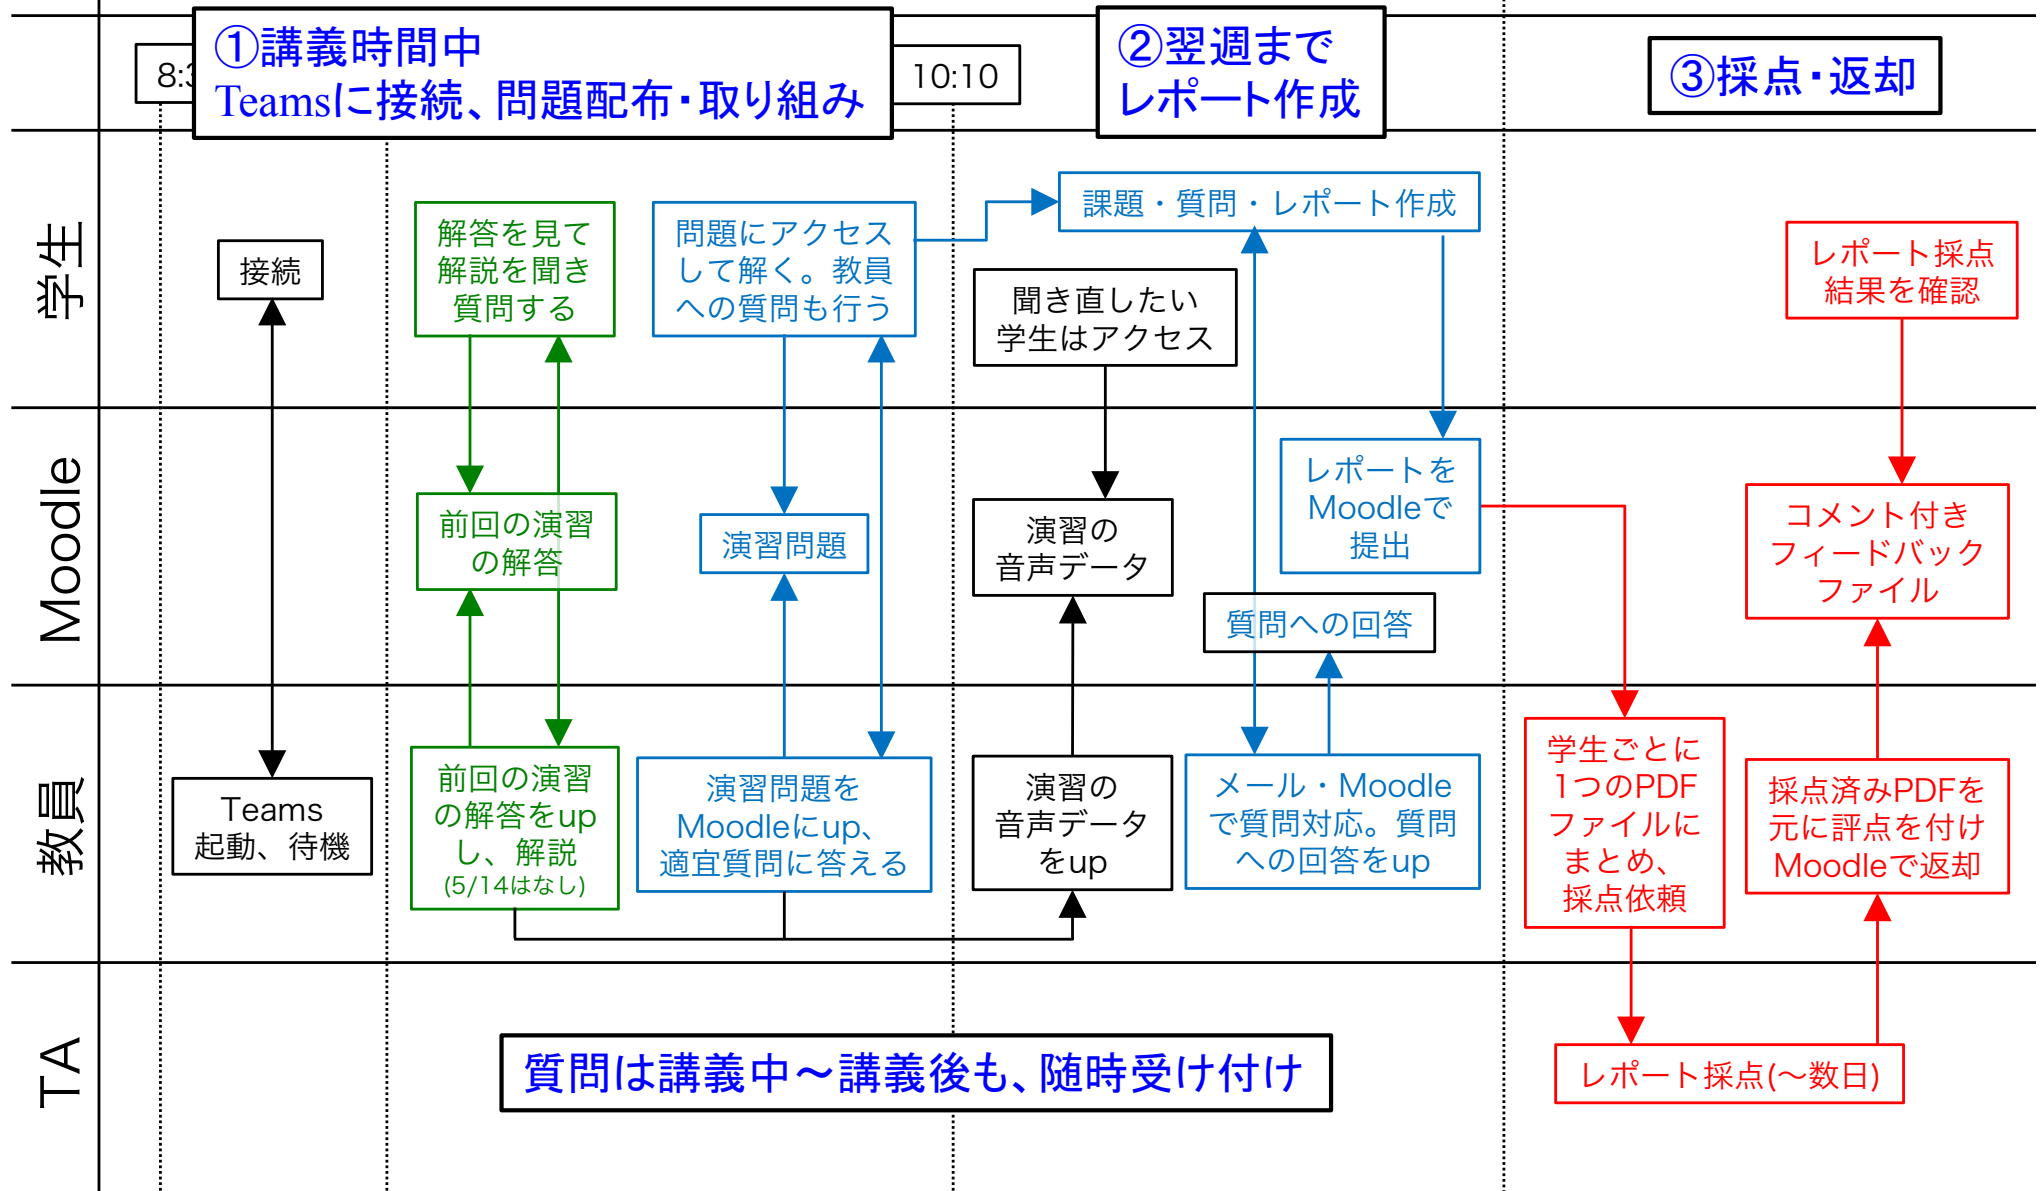 8:3
①講義時間中
Teamsに接続、問題配布・取り組み
10:10
②翌週まで
レポート作成
③採点・返却
学生
接続
解答を見て
解説を聞き
質問する
問題にアクセス
して解く。教員
への質問も行う
課題・質問・レポート作成
聞き直したい
学生はアクセス
レポート採点
結果を確認
Moodle
前回の演習
の解答
演習問題
演習の
音声データ
レポートを
Moodleで
提出
質問への回答
コメント付き
フィードバック
ファイル
教員
Teams
起動、待機
前回の演習
の解答をup
し、解説
(5/14はなし)
演習問題を
Moodleにup、
適宜質問に答える
演習の
音声データ
をup
メール・Moodle
で質問対応。質問
への回答をup
学生ごとに
1つのPDF
ファイルに
まとめ、
採点依頼
採点済みPDFを
元に評点を付け
Moodleで返却
TA
質問は講義中～講義後も、随時受け付け
レポート採点(～数日)